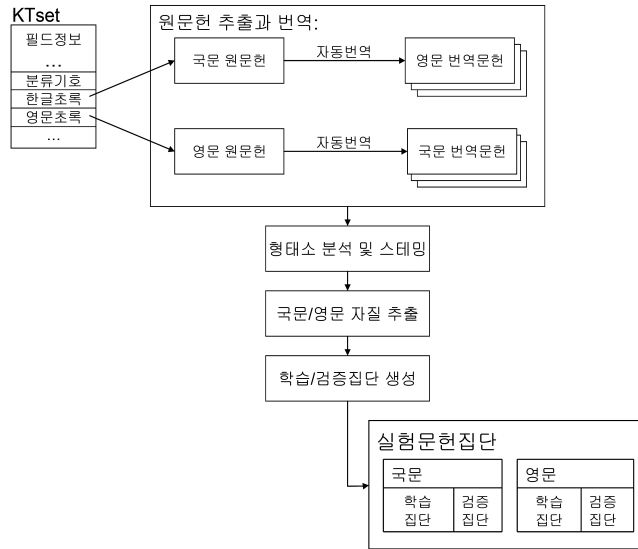 KTset
필드정보
...
분류기호
한글초록
영문초록
...
원문헌 추출과 번역:
국문 원문헌
자동번역
영문 번역문헌
영문 원문헌
자동번역
국문 번역문헌
형태소 분석 및 스테밍
국문/영문 자질 추출
학습/검증집단 생성
실험문헌집단
국문
학습
집단
검증
집단
영문
학습
집단
검증
집단